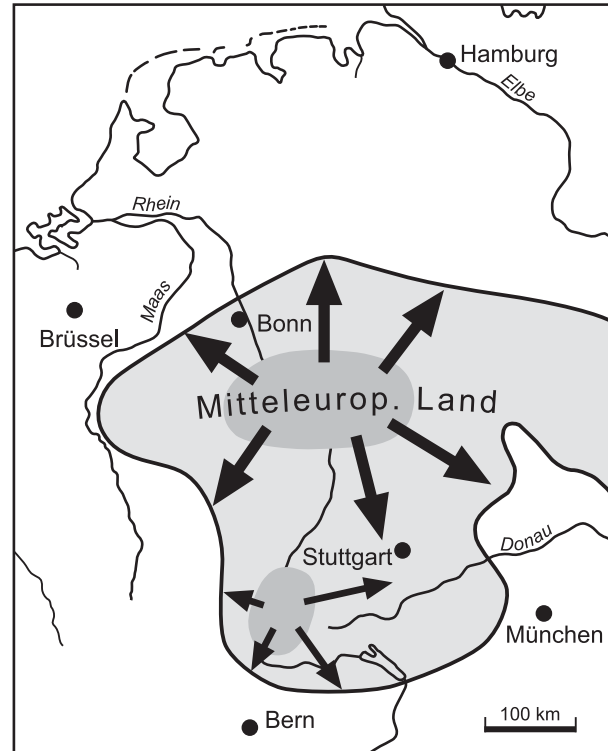 Hamburg
Elbe
Rhein
Maas
Brüssel
Bonn
Mitteleurop. Land
Stuttgart
Donau
München
Bern
100 km